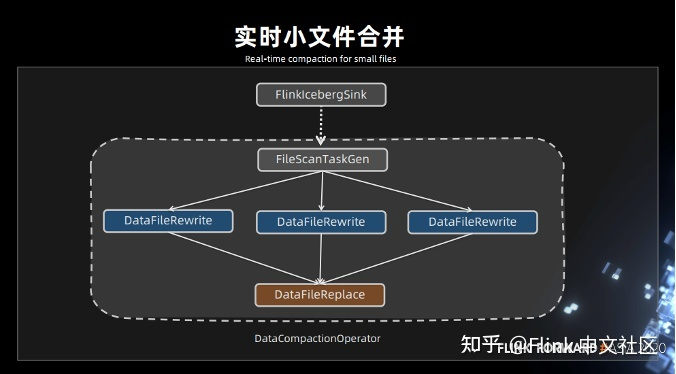 实时小文件合并
Real-time compaction for small files
FlinkIcebergSink
FileScanTaskGen
DataFileRewrite
DataFileRewrite
DataFileRewrite
DataFileReplace
DataCompactionOperator
知乎 @Flink中文社区
FLINK FORWARD